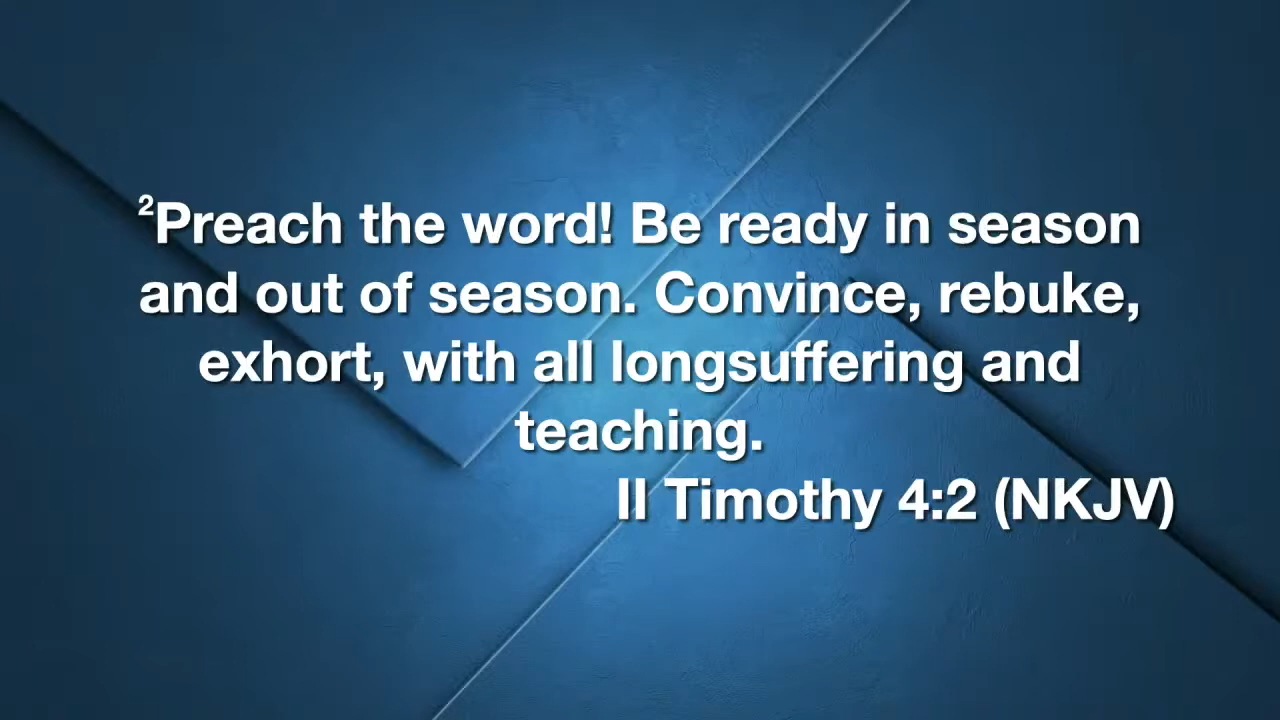 ²Preach the word! Be ready in season
and out of season. Convince, rebuke,
exhort, with all longsuffering and
teaching.
II Timothy 4:2 (NKJV)